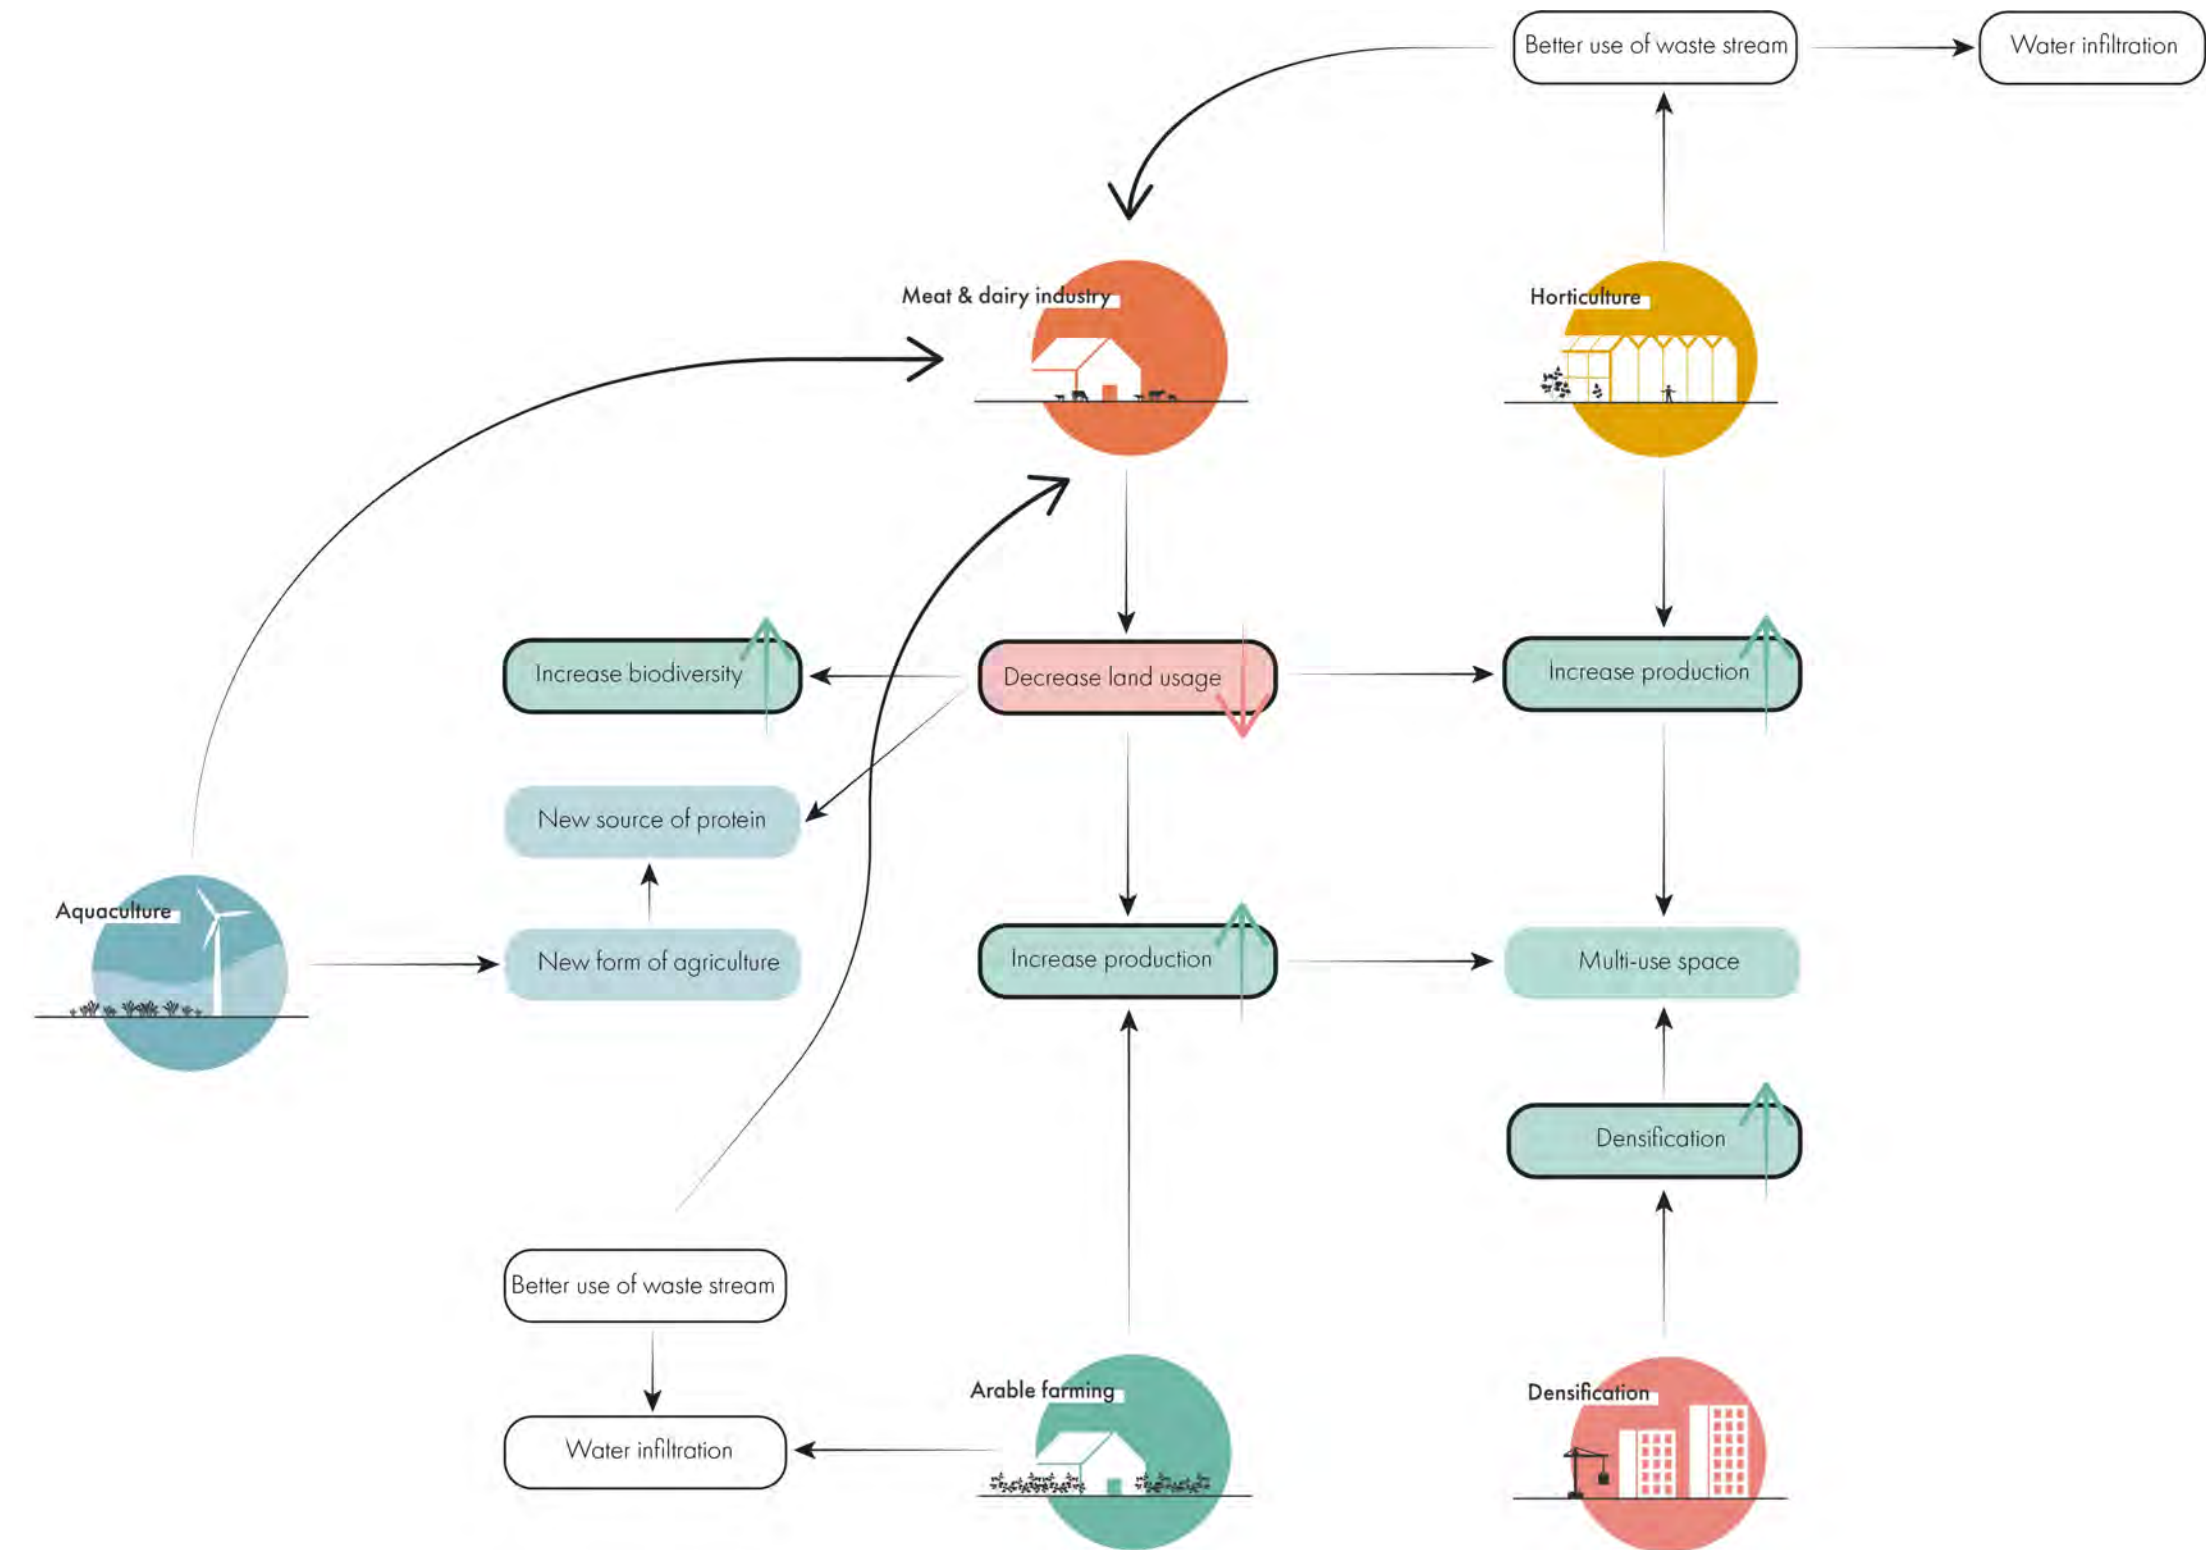 Better use of waste stream
Water infiltration
Meat & dairy industry
Horticulture
Increase biodiversity
Decrease land usage
Increase production
New source of protein
Aquaculture
New form of agriculture
Increase production
Multi-use space
Densification
Better use of waste stream
Arable farming
Densification
Water infiltration